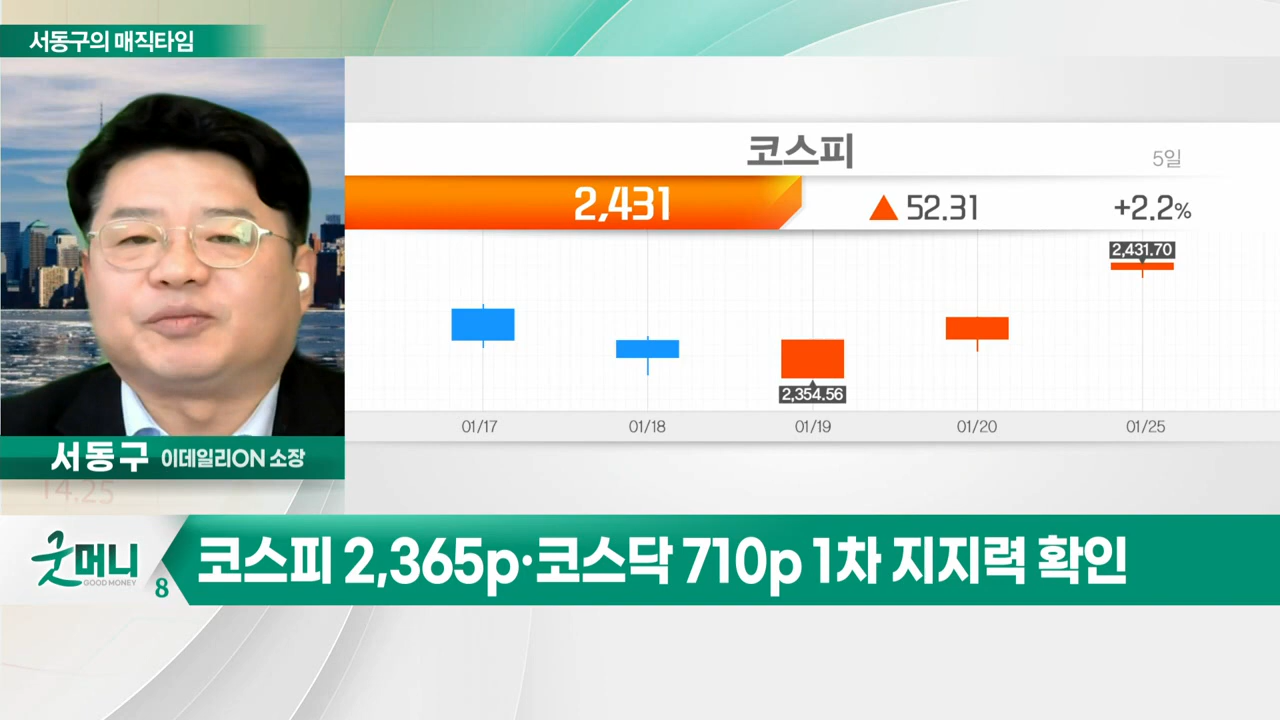 서동구의 매직타임
코스피
5일
2,431
▲ 52.31
+2.2%
2,431.70
2,354.56
01/17
01/18
01/19
01/20
01/25
서동구 이데일리ON 소장
14.25
굿머니
GOOD MONEY
8
코스피 2,365p·코스닥 710p 1차 지지력 확인